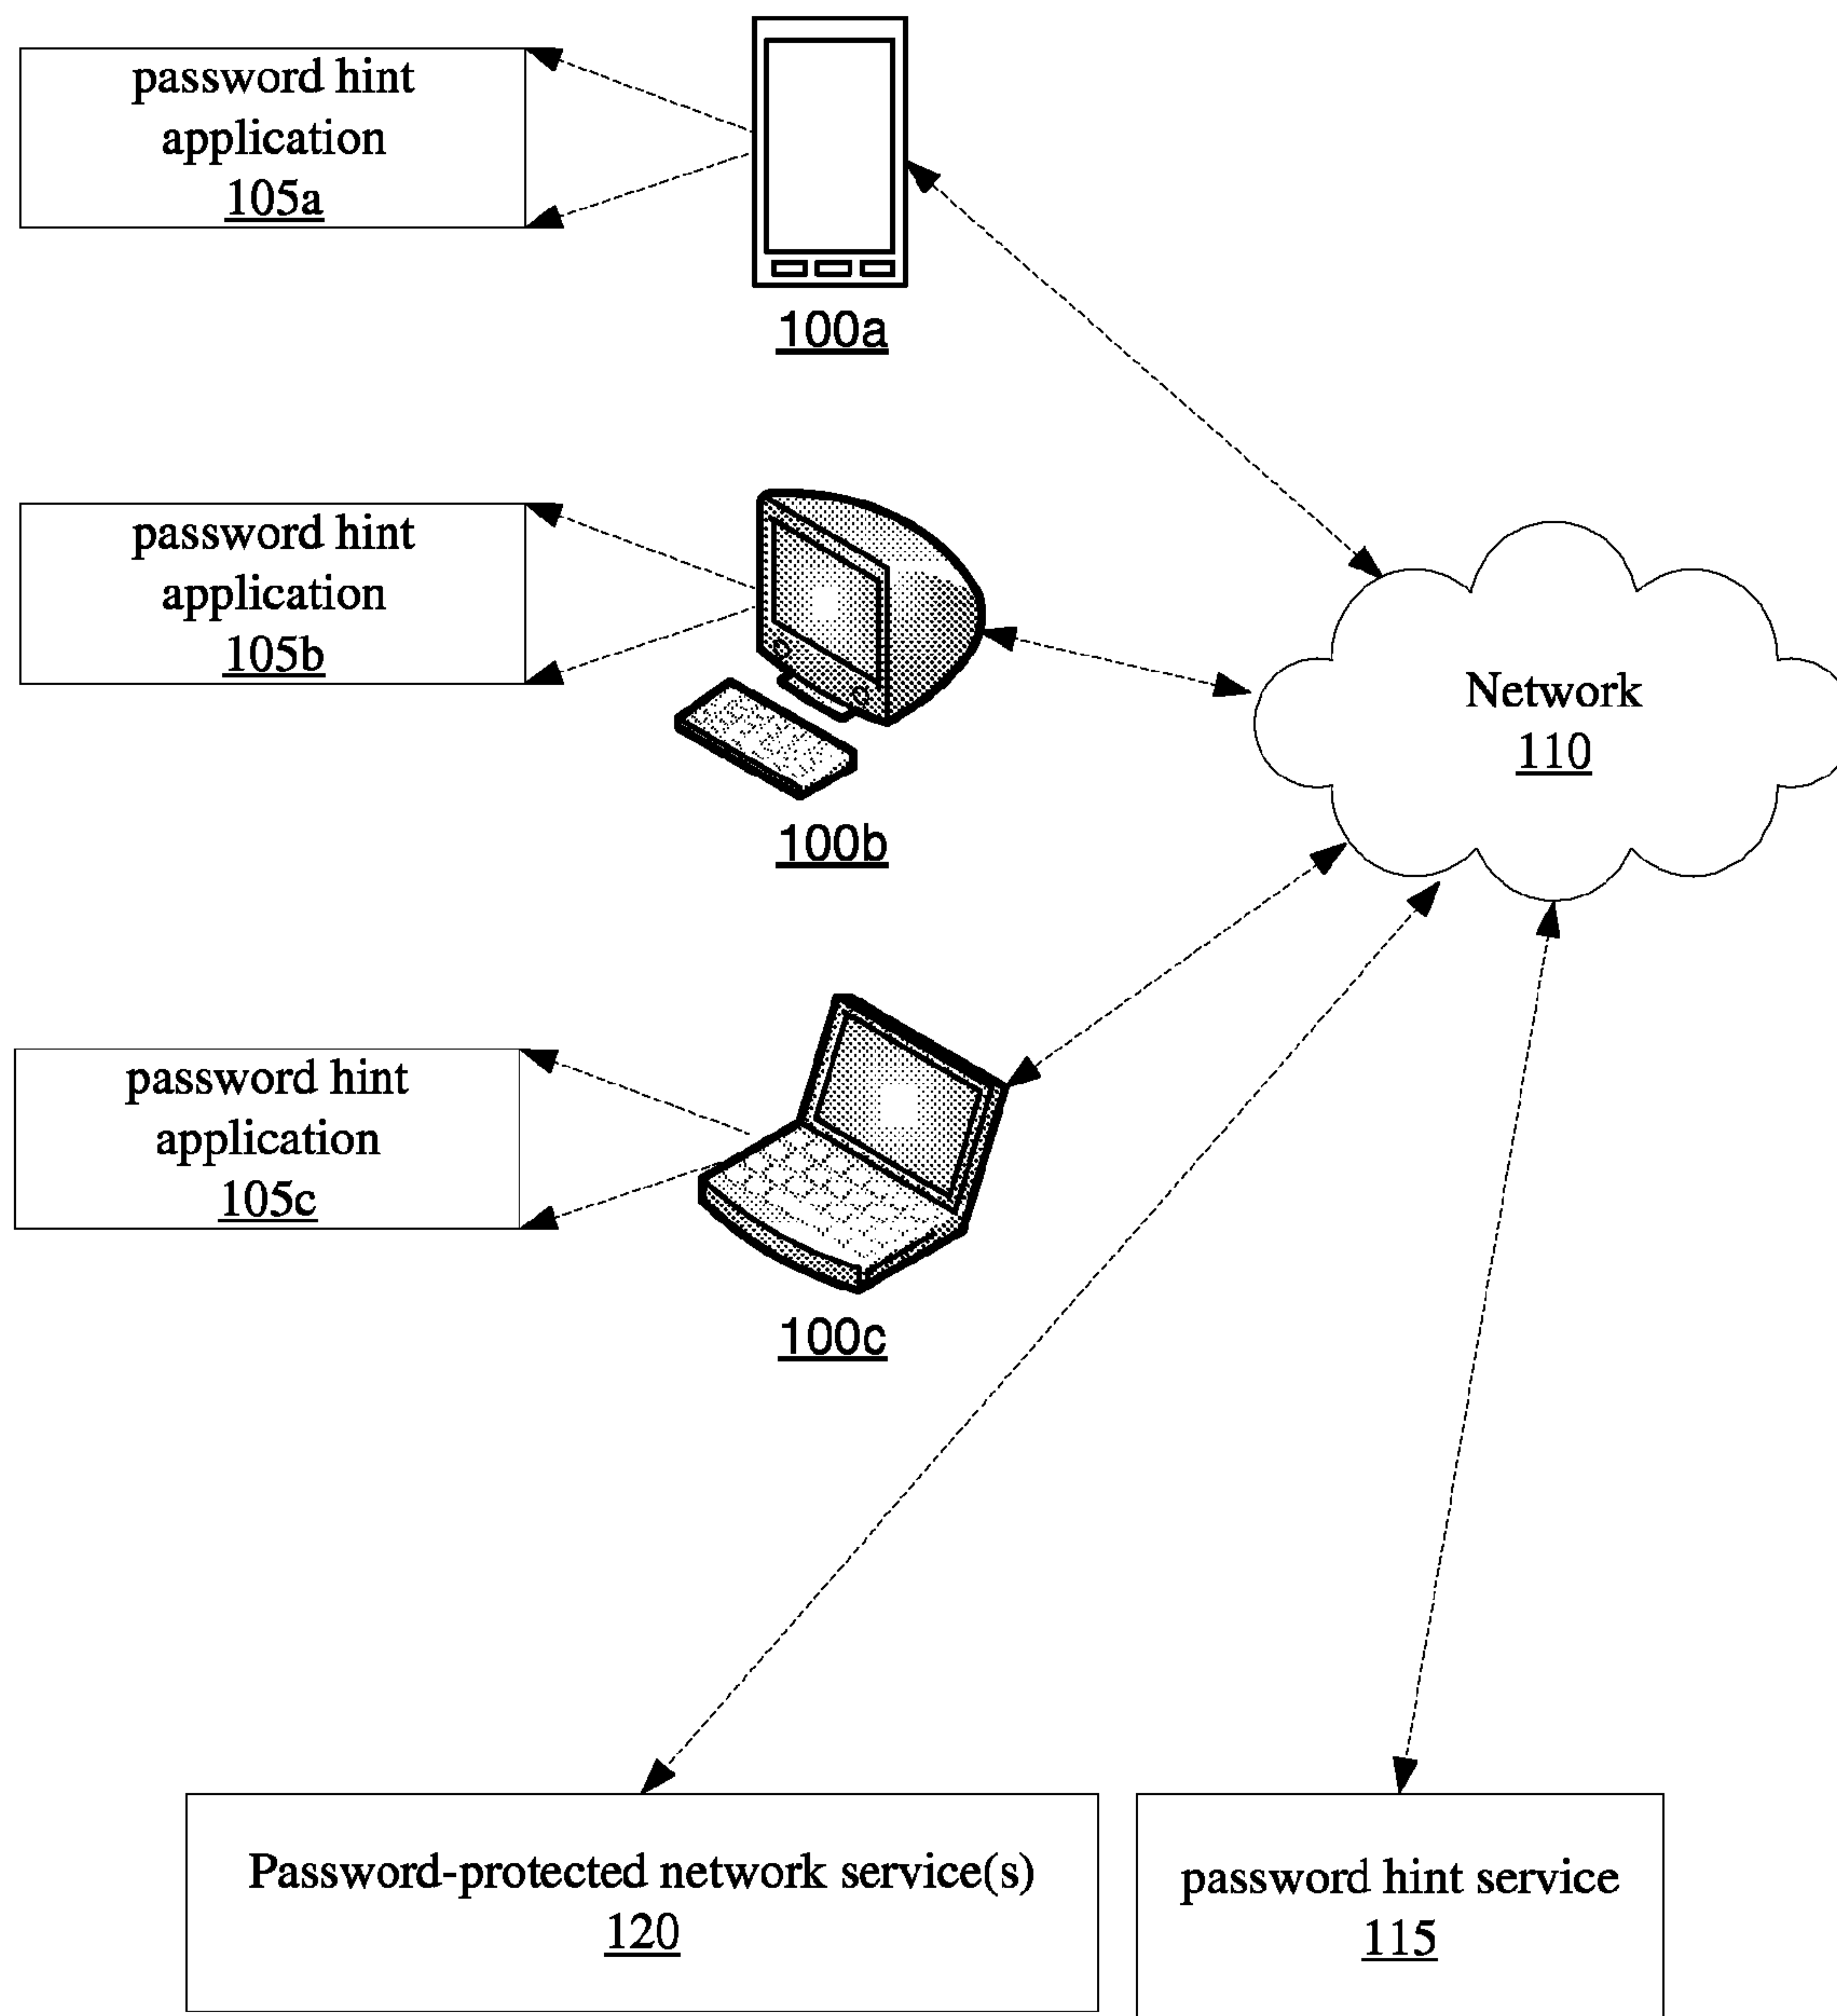 password hint
application
105a
100a
password hint
application
105b
100b
Network
110
password hint
application
105c
100c
Password-protected network service(s)
120
password hint service
115